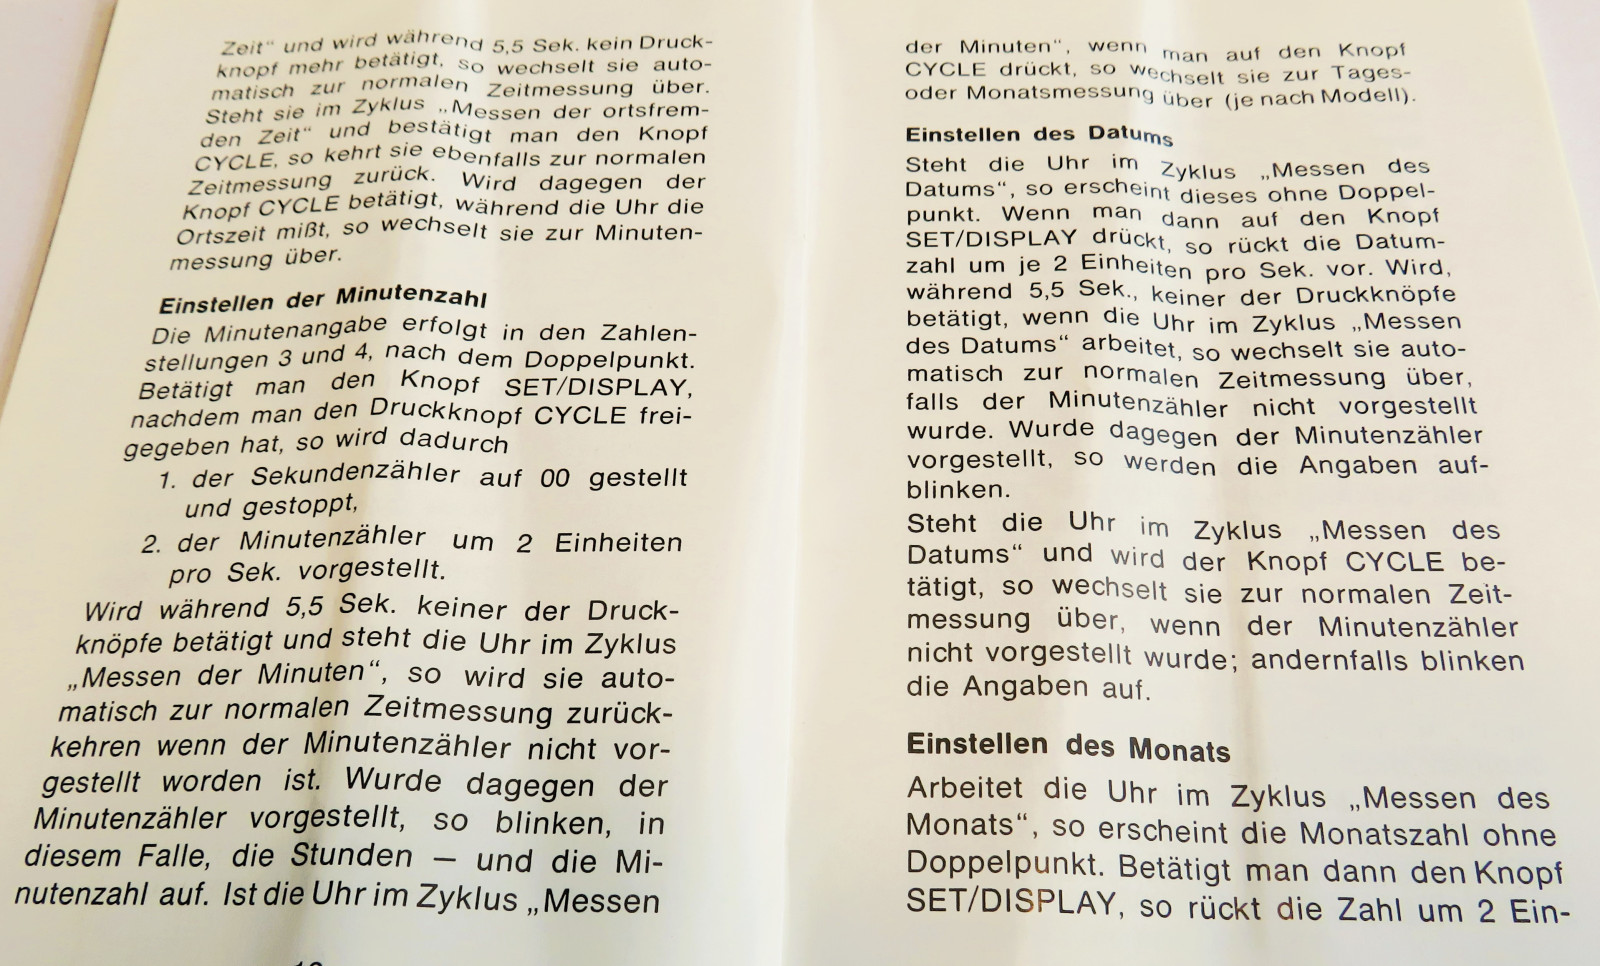 Zeit“ und wird während 5,5 Sek. kein Druck-
knopf mehr betätigt, so wechselt sie auto-
matisch zur normalen Zeitmessung über.
Steht sie im Zyklus „Messen der ortsfrem-
den Zeit“ und bestätigt man den Knopf
CYCLE, so kehrt sie ebenfalls zur normalen
Zeitmessung zurück. Wird dagegen der
Knopf CYCLE betätigt, während die Uhr die
Ortszeit mißt, so wechselt sie zur Minuten-
messung über.
Einstellen der Minutenzahl
Die Minutenangabe erfolgt in den Zahlen-
stellungen 3 und 4, nach dem Doppelpunkt.
Betätigt man den Knopf SET/DISPLAY,
nachdem man den Druckknopf CYCLE frei-
gegeben hat, so wird dadurch
1. der Sekundenzähler auf 00 gestellt
und gestoppt,
2. der Minutenzähler um 2 Einheiten
pro Sek. vorgestellt.
Wird während 5,5 Sek. keiner der Druck-
knöpfe betätigt und steht die Uhr im Zyklus
„Messen der Minuten“, so wird sie auto-
matisch zur normalen Zeitmessung zurück-
kehren wenn der Minutenzähler nicht vor-
gestellt worden ist. Wurde dagegen der
Minutenzähler vorgestellt, so blinken, in
diesem Falle, die Stunden — und die Mi-
nutenzahl auf. Ist die Uhr im Zyklus „Messen
der Minuten“, wenn man auf den Knopf
CYCLE drückt, so wechselt sie zur Tages-
oder Monatsmessung über (je nach Modell).
Einstellen des Datums
Steht die Uhr im Zyklus „Messen des
Datums“, so erscheint dieses ohne Doppel-
punkt. Wenn man dann auf den Knopf
SET/DISPLAY drückt, so rückt die Datum-
zahl um je 2 Einheiten pro Sek. vor. Wird,
während 5,5 Sek., keiner der Druckknöpfe
betätigt, wenn die Uhr im Zyklus „Messen
des Datums“ arbeitet, so wechselt sie auto-
matisch zur normalen Zeitmessung über,
falls der Minutenzähler nicht vorgestellt
wurde. Wurde dagegen der Minutenzähler
vorgestellt, so werden die Angaben auf-
blinken.
Steht die Uhr im Zyklus „Messen des
Datums“ und wird der Knopf CYCLE be-
tätigt, so wechselt sie zur normalen Zeit-
messung über, wenn der Minutenzähler
nicht vorgestellt wurde; andernfalls blinken
die Angaben auf.
Einstellen des Monats
Arbeitet die Uhr im Zyklus „Messen des
Monats“, so erscheint die Monatszahl ohne
Doppelpunkt. Betätigt man dann den Knopf
SET/DISPLAY, so rückt die Zahl um 2 Ein-